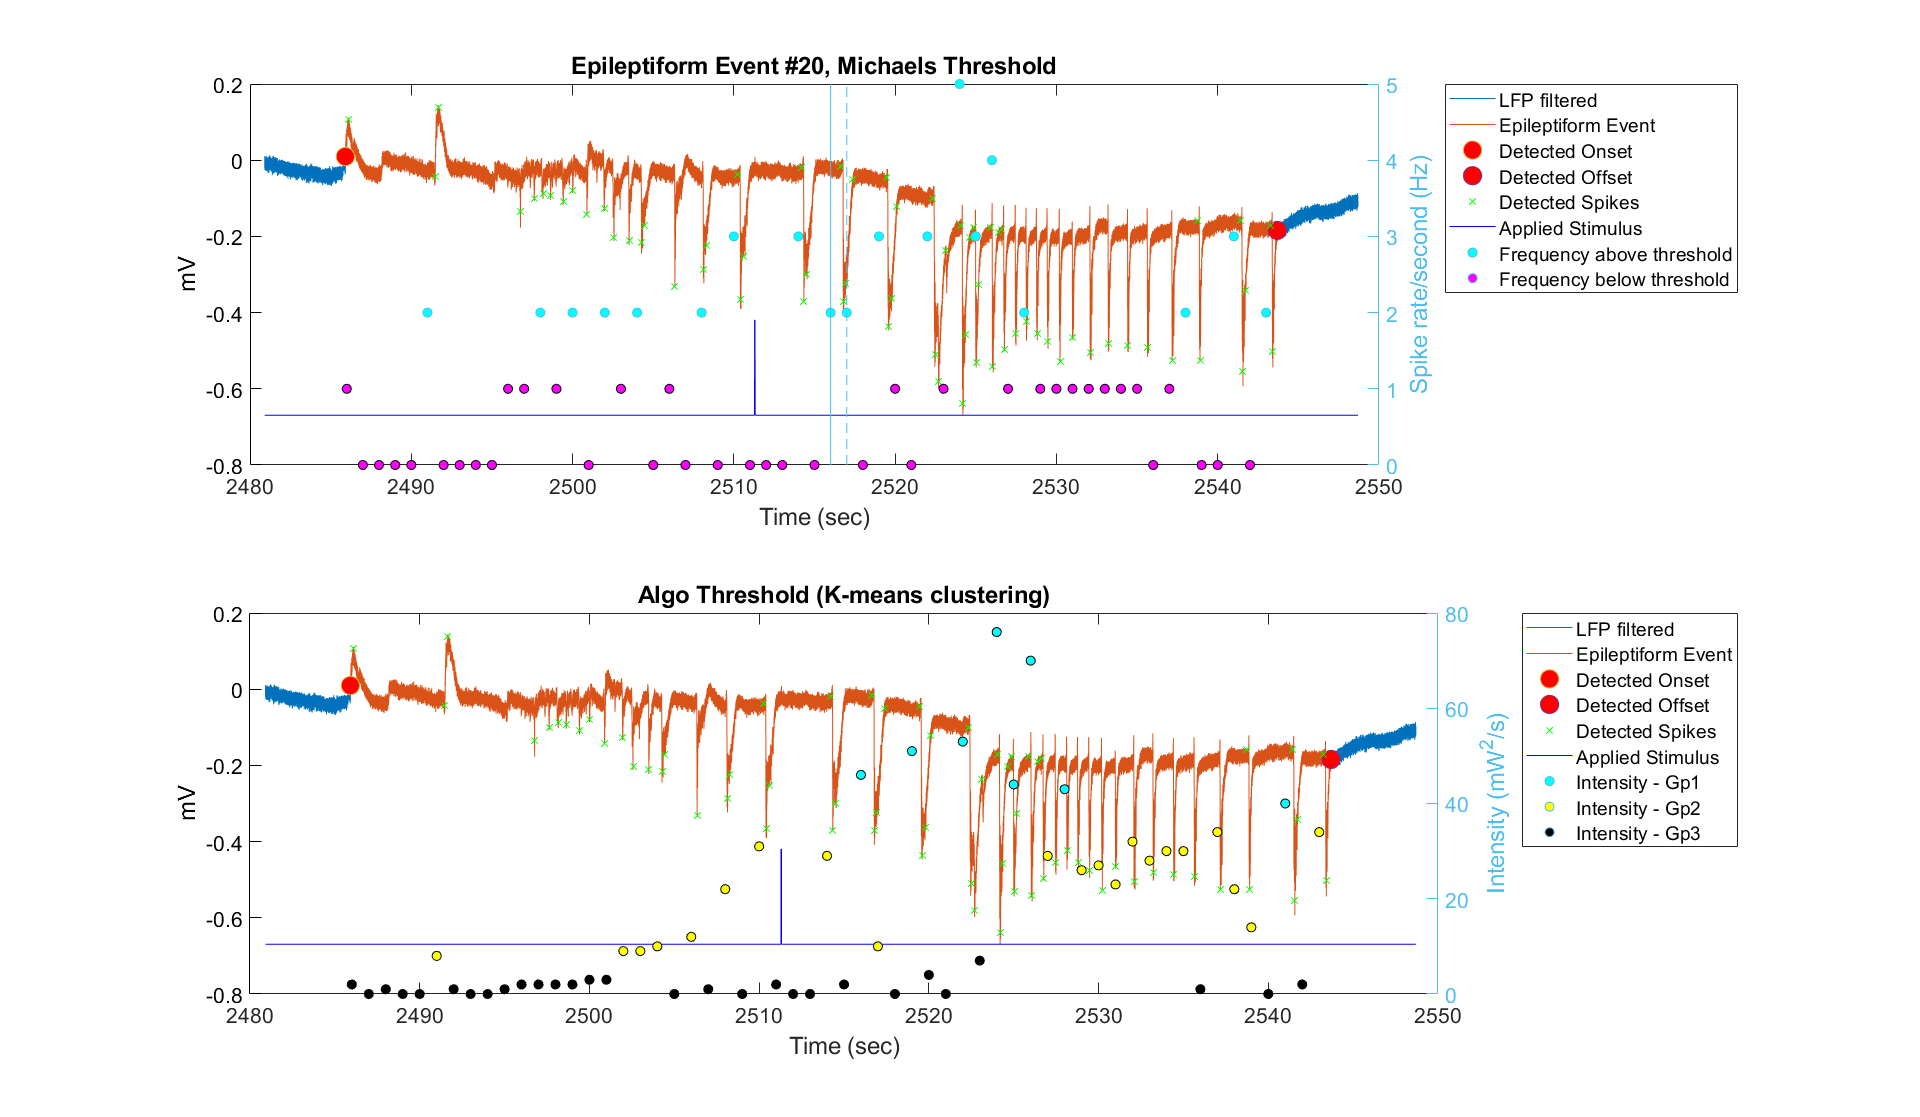 Epileptiform Event #20, Michaels Threshold
0.2
0
-0.2
-0.4
-0.6
-0.8
mV
2480
2490
2500
2510
2520
2530
2540
2550
Time (sec)
5
4
3
2
1
0
Spike rate/second (Hz)
LFP filtered
Epileptiform Event
Detected Onset
Detected Offset
Detected Spikes
Applied Stimulus
Frequency above threshold
Frequency below threshold
Algo Threshold (K-means clustering)
0.2
0
-0.2
-0.4
-0.6
-0.8
mV
2480
2490
2500
2510
2520
2530
2540
2550
Time (sec)
80
60
40
20
0
Intensity (mW²/s)
LFP filtered
Epileptiform Event
Detected Onset
Detected Offset
Detected Spikes
Applied Stimulus
Intensity - Gp1
Intensity - Gp2
Intensity - Gp3